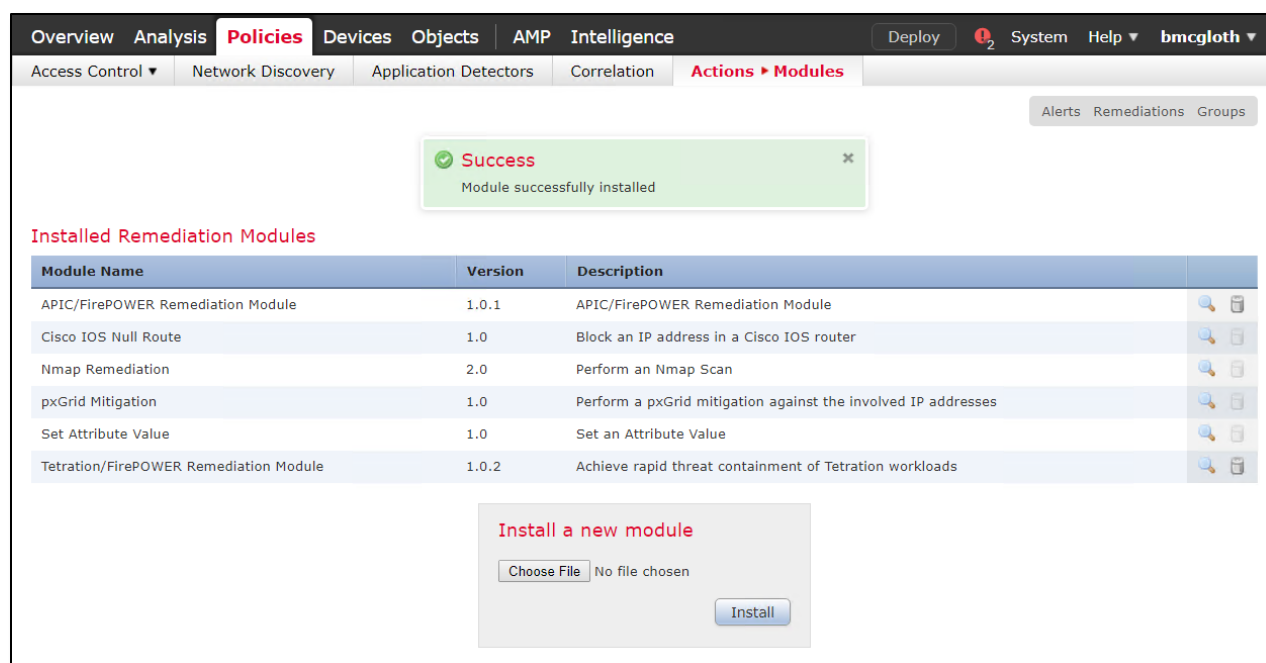 Overview Analysis Policies Devices Objects AMP Intelligence Deploy 2 System Help ▼ bmcgloth ▼
Access Control ▼ Network Discovery Application Detectors Correlation Actions ▶ Modules
Alerts Remediations Groups
Success ×
Module successfully installed
Installed Remediation Modules
Module Name Version Description
APIC/FirePOWER Remediation Module 1.0.1 APIC/FirePOWER Remediation Module
Cisco IOS Null Route 1.0 Block an IP address in a Cisco IOS router
Nmap Remediation 2.0 Perform an Nmap Scan
pxGrid Mitigation 1.0 Perform a pxGrid mitigation against the involved IP addresses
Set Attribute Value 1.0 Set an Attribute Value
Tetration/FirePOWER Remediation Module 1.0.2 Achieve rapid threat containment of Tetration workloads
Install a new module
Choose File No file chosen
Install